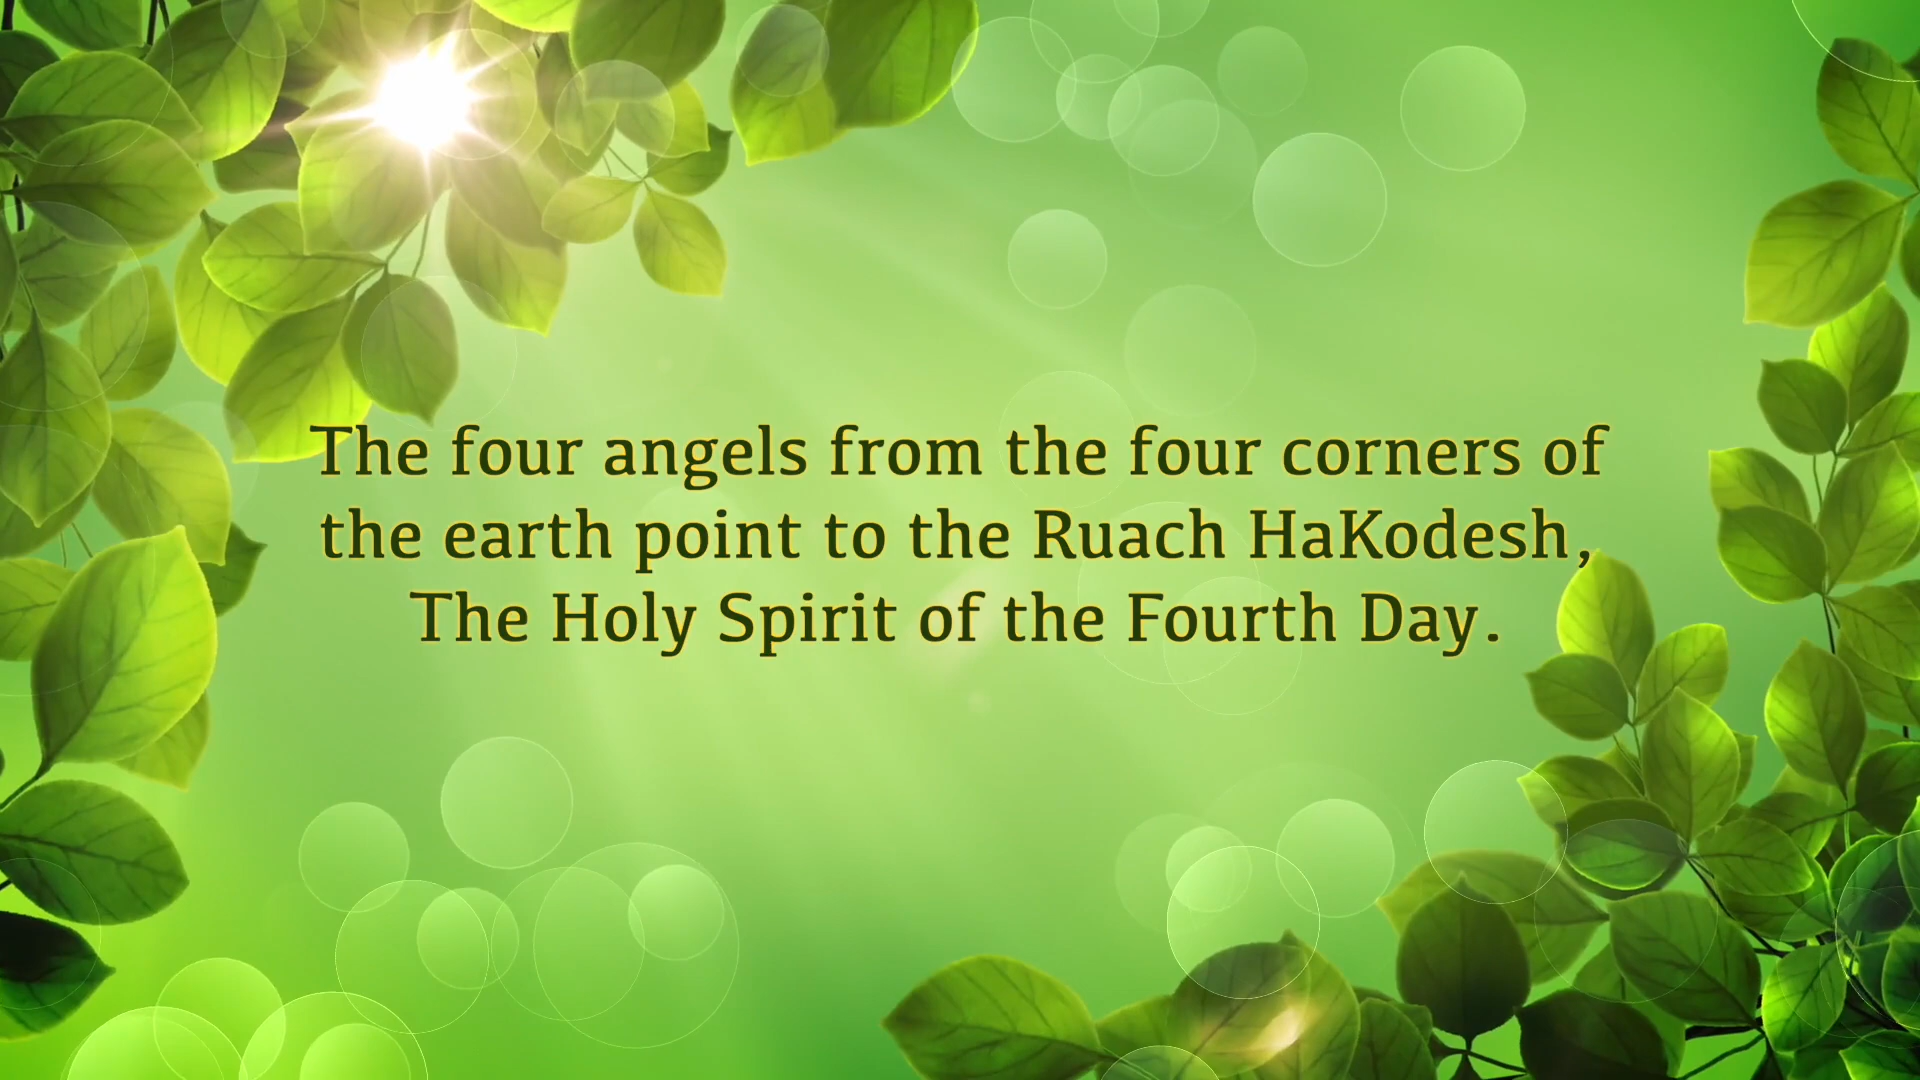 The four angels from the four corners of
the earth point to the Ruach HaKodesh,
The Holy Spirit of the Fourth Day.